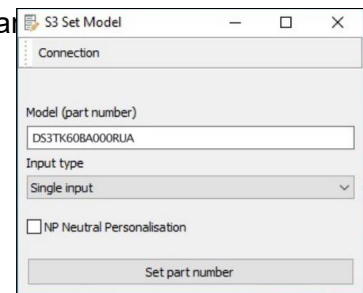 S3 Set Model
Connection
Model (part number)
DS3TK60BA000RUA
Input type
Single input
NP Neutral Personalisation
Set part number